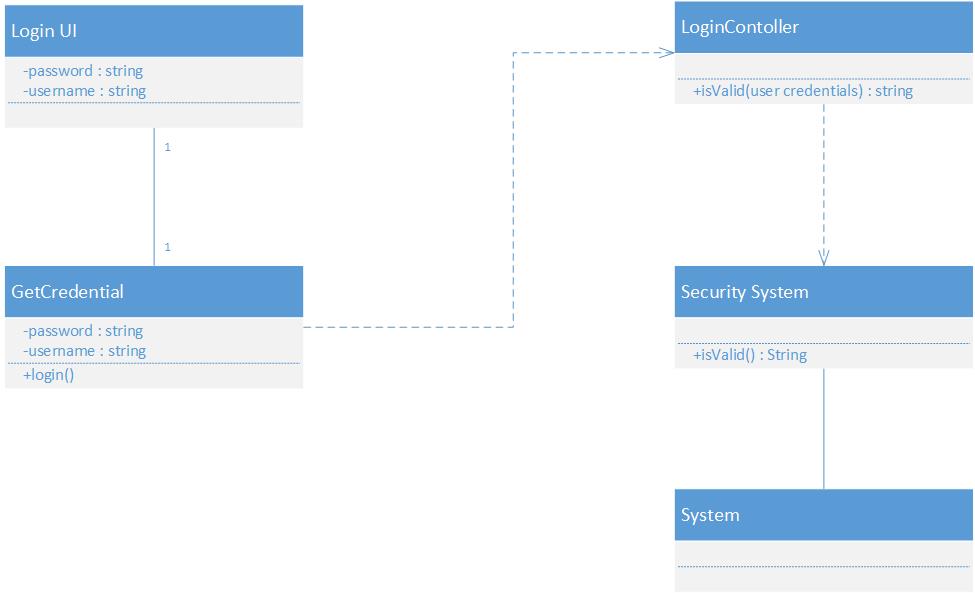 Login UI
-password : string
-username : string
1
1
GetCredential
-password : string
-username : string
+login()
LoginContoller
+isValid(user credentials) : string
Security System
+isValid() : String
System